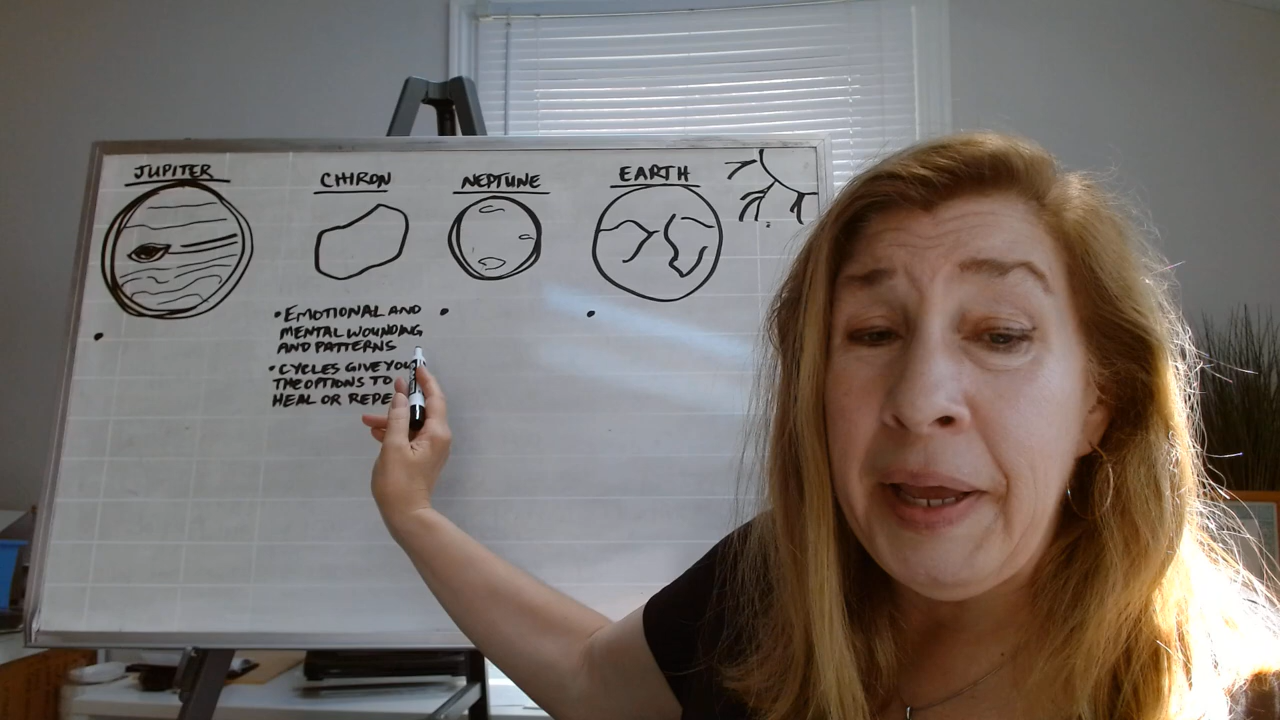 JUPITER
CHIRON
NEPTUNE
EARTH
• EMOTIONAL AND
MENTAL WOUNDING
AND PATTERNS
• CYCLES GIVE YOU
THE OPTIONS TO
HEAL OR